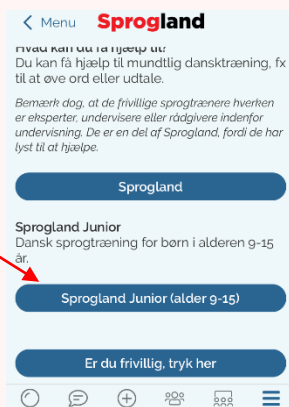 Menu
Sprogland
Hvad kan du få hjælp til?
Du kan få hjælp til mundtlig dansktræning, fx
til at øve ord eller udtale.
Bemærk dog, at de frivillige sprogtrænere hverken
er eksperter, undervisere eller rådgivere indenfor
undervisning. De er en del af Sprogland, fordi de har
lyst til at hjælpe.
Sprogland
Sprogland Junior
Dansk sprogtræning for børn i alderen 9-15
år.
Sprogland Junior (alder 9-15)
Er du frivillig, tryk her